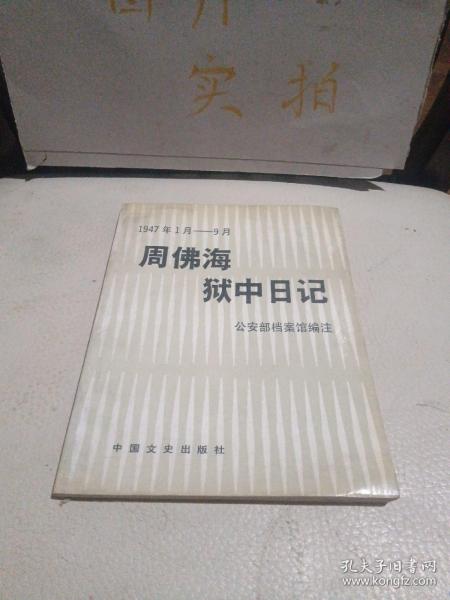 图片
实拍
1947年1月——9月
周佛海
狱中日记
公安部档案馆编注
中国文史出版社
孔夫子旧书网
www.kongfz.com